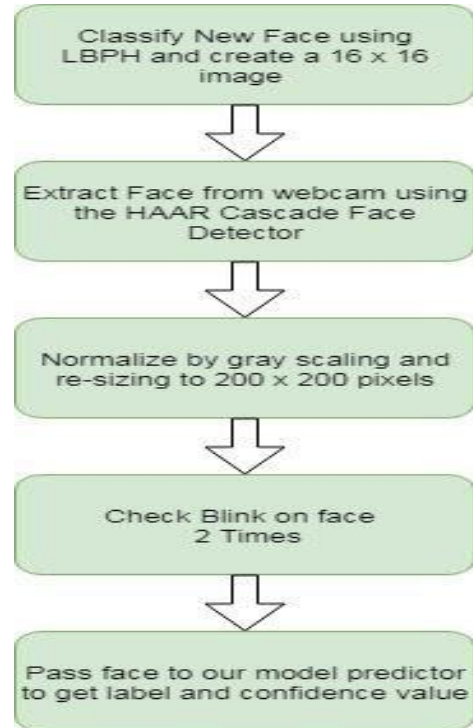 Classify New Face using
LBPH and create a 16 x 16
image
Extract Face from webcam using
the HAAR Cascade Face
Detector
Normalize by gray scaling and
re-sizing to 200 x 200 pixels
Check Blink on face
2 Times
Pass face to our model predictor
to get label and confidence value